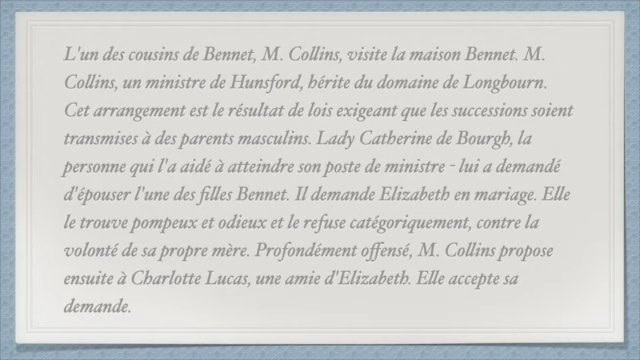 L'un des cousins de Bennet, M. Collins, visite la maison Bennet. M.
Collins, un ministre de Hunsford, hérite du domaine de Longbourn.
Cet arrangement est le résultat de lois exigeant que les successions soient
transmises à des parents masculins. Lady Catherine de Bourgh, la
personne qui l'a aidé à atteindre son poste de ministre - lui a demandé
d'épouser l'une des filles Bennet. Il demande Elizabeth en mariage. Elle
le trouve pompeux et odieux et le refuse catégoriquement, contre la
volonté de sa propre mère. Profondément offensé, M. Collins propose
ensuite à Charlotte Lucas, une amie d'Elizabeth. Elle accepte sa
demande.